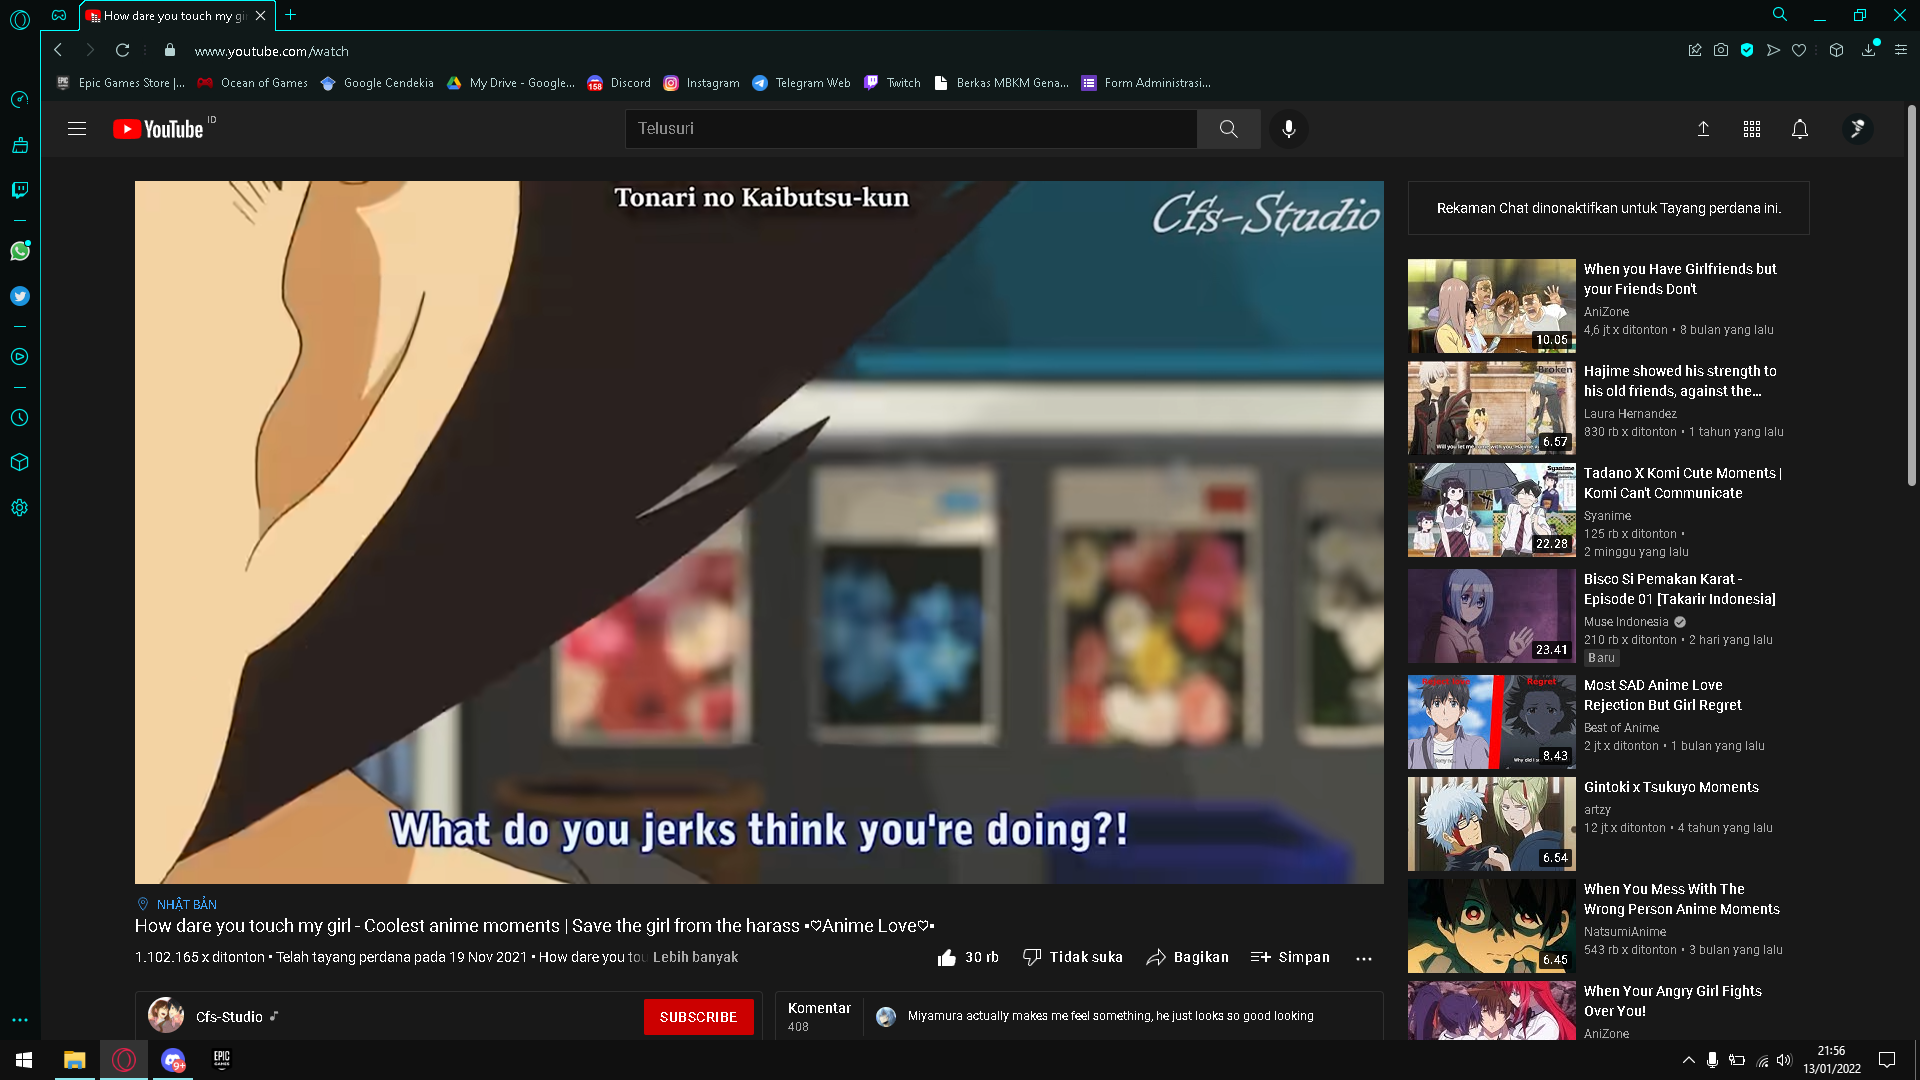 How dare you touch my gir
www.youtube.com/watch
Epic Games Store |...
Ocean of Games
Google Cendekia
My Drive - Google...
158
Discord
Instagram
Telegram Web
Twitch
Berkas MBKM Gena...
Form Administrasi...
YouTube ID
Telusuri
Tonari no Kaibutsu-kun
Cfs-Studio
What do you jerks think you're doing?!
NHẬT BẢN
How dare you touch my girl - Coolest anime moments | Save the girl from the harass •♡Anime Love♡•
1.102.165 x ditonton • Telah tayang perdana pada 19 Nov 2021 • How dare you tou Lebih banyak
30 rb
Tidak suka
Bagikan
Simpan
Cfs-Studio
SUBSCRIBE
Komentar
408
Miyamura actually makes me feel something, he just looks so good looking
Rekaman Chat dinonaktifkan untuk Tayang perdana ini.
10.05
When you Have Girlfriends but
your Friends Don't
AniZone
4,6 jt x ditonton • 8 bulan yang lalu
Broken
6.57
Hajime showed his strength to
his old friends, against the...
Laura Hernandez
830 rb x ditonton • 1 tahun yang lalu
Syanime
22.28
Tadano X Komi Cute Moments |
Komi Can't Communicate
Syanime
125 rb x ditonton •
2 minggu yang lalu
23.41
Bisco Si Pemakan Karat -
Episode 01 [Takarir Indonesia]
Muse Indonesia
210 rb x ditonton • 2 hari yang lalu
Baru
Regret
8.43
Most SAD Anime Love
Rejection But Girl Regret
Best of Anime
2 jt x ditonton • 1 bulan yang lalu
6.54
Gintoki x Tsukuyo Moments
artzy
12 jt x ditonton • 4 tahun yang lalu
6.45
When You Mess With The
Wrong Person Anime Moments
NatsumiAnime
543 rb x ditonton • 3 bulan yang lalu
When Your Angry Girl Fights
Over You!
AniZone
9+
EPIC
GAMES
21:56
13/01/2022